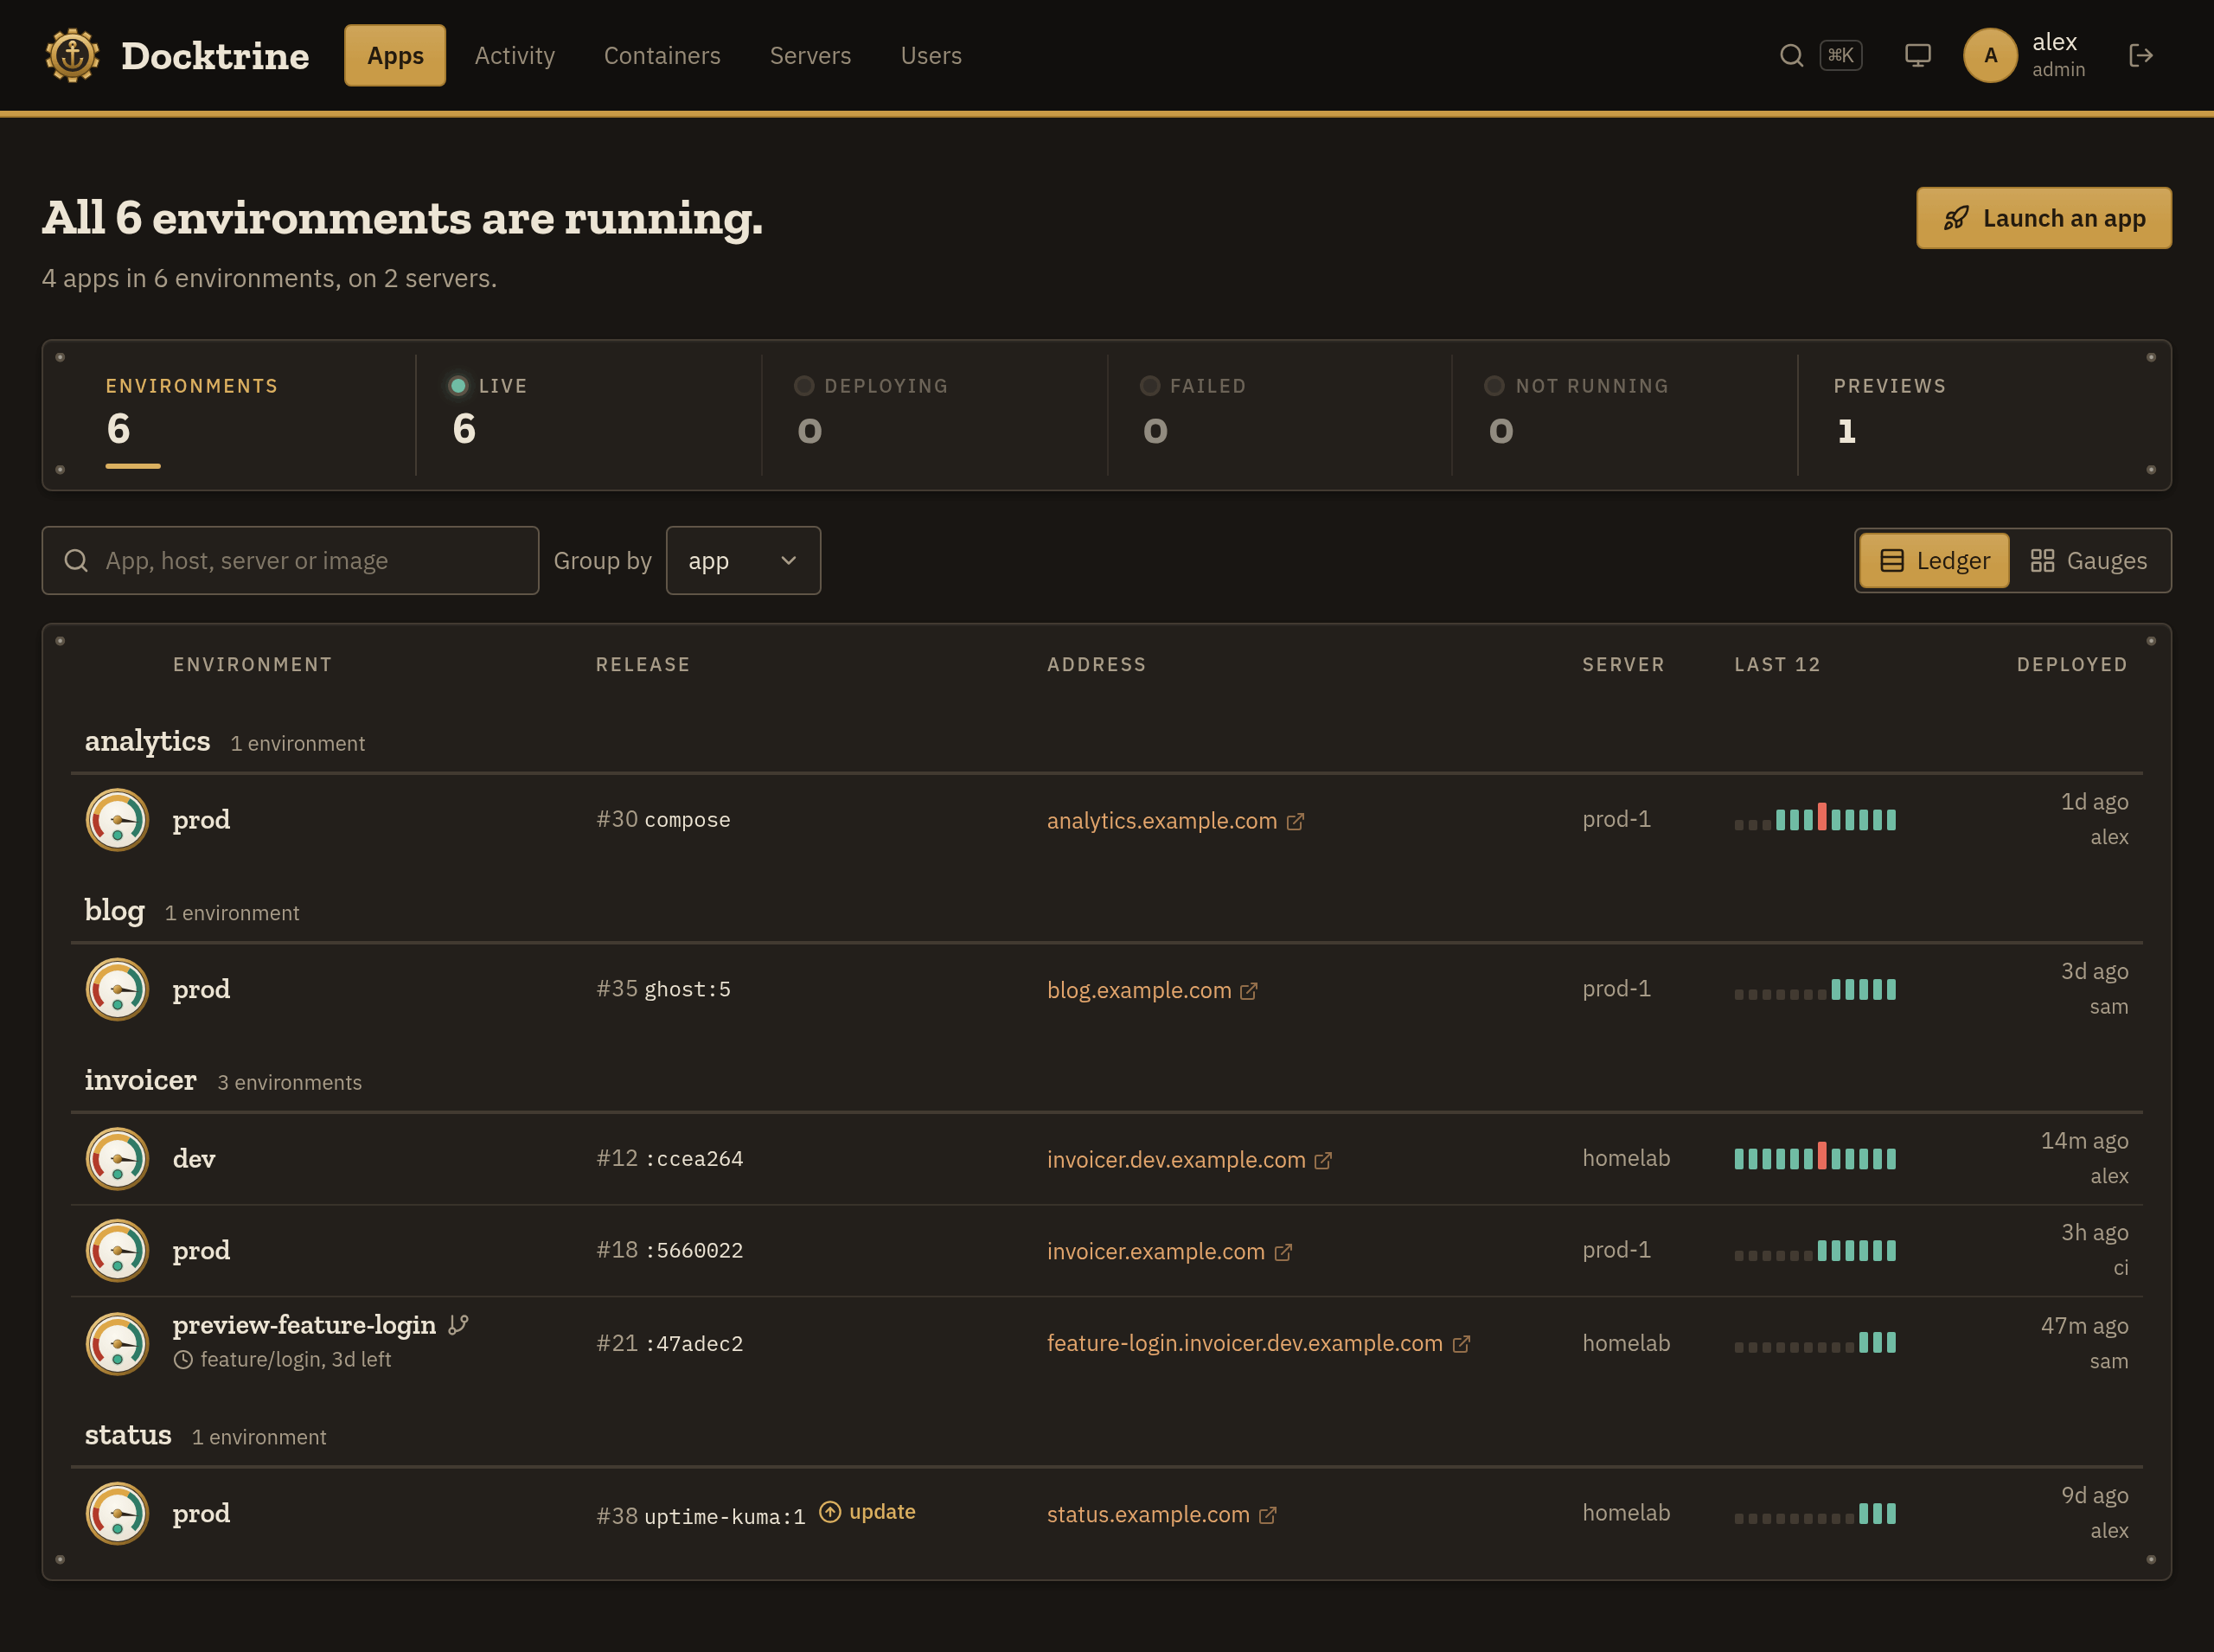 Docktrine
Apps
Activity
Containers
Servers
Users
⌘K
A
alex
admin
All 6 environments are running.
Launch an app
4 apps in 6 environments, on 2 servers.
ENVIRONMENTS
6
LIVE
6
DEPLOYING
0
FAILED
0
NOT RUNNING
0
PREVIEWS
1
App, host, server or image
Group by
app
Ledger
Gauges
ENVIRONMENT RELEASE ADDRESS SERVER LAST 12 DEPLOYED
analytics 1 environment
prod #30 compose analytics.example.com prod-1 1d ago
alex
blog 1 environment
prod #35 ghost:5 blog.example.com prod-1 3d ago
sam
invoicer 3 environments
dev #12 :ccea264 invoicer.dev.example.com homelab 14m ago
alex
prod #18 :5660022 invoicer.example.com prod-1 3h ago
ci
preview-feature-login #21 :47adec2 feature-login.invoicer.dev.example.com homelab 47m ago
feature/login, 3d left sam
status 1 environment
prod #38 uptime-kuma:1 update status.example.com homelab 9d ago
alex